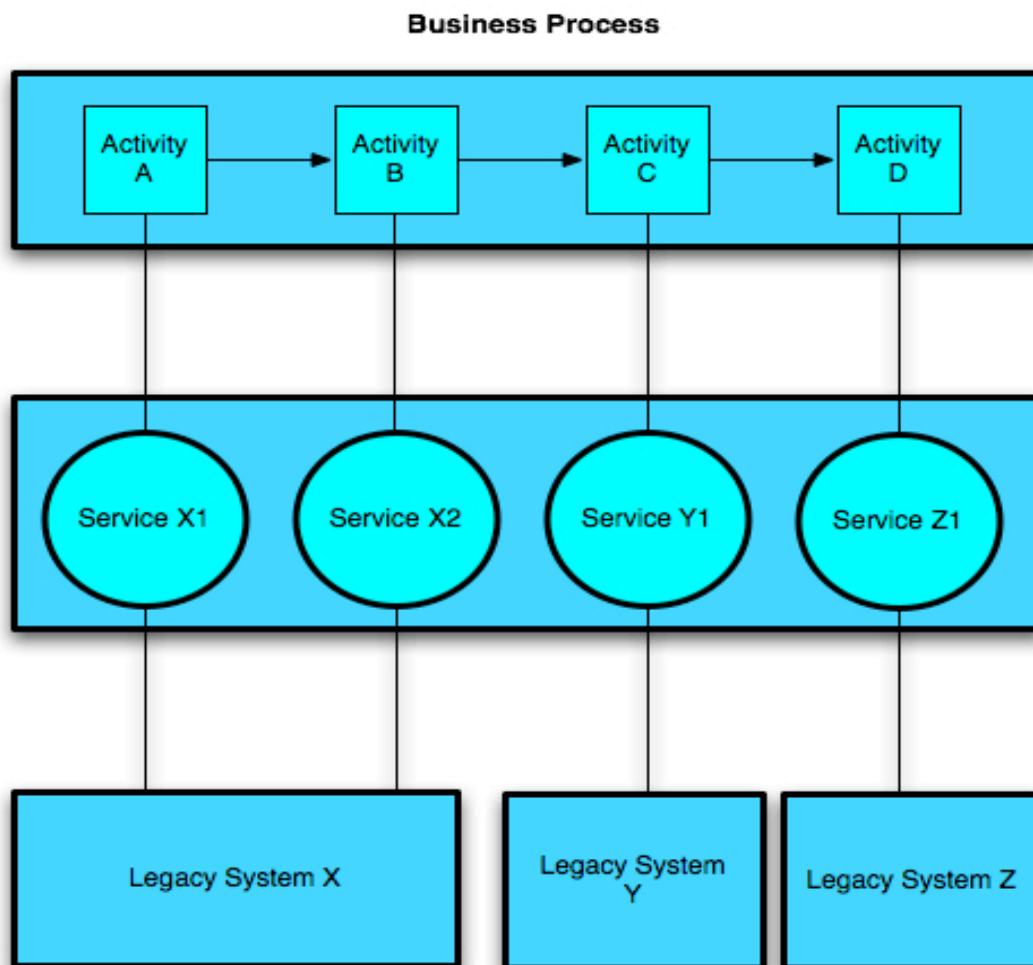 Business Process
Activity
A
Activity
B
Activity
C
Activity
D
Service X1
Service X2
Service Y1
Service Z1
Legacy System X
Legacy System
Y
Legacy System Z